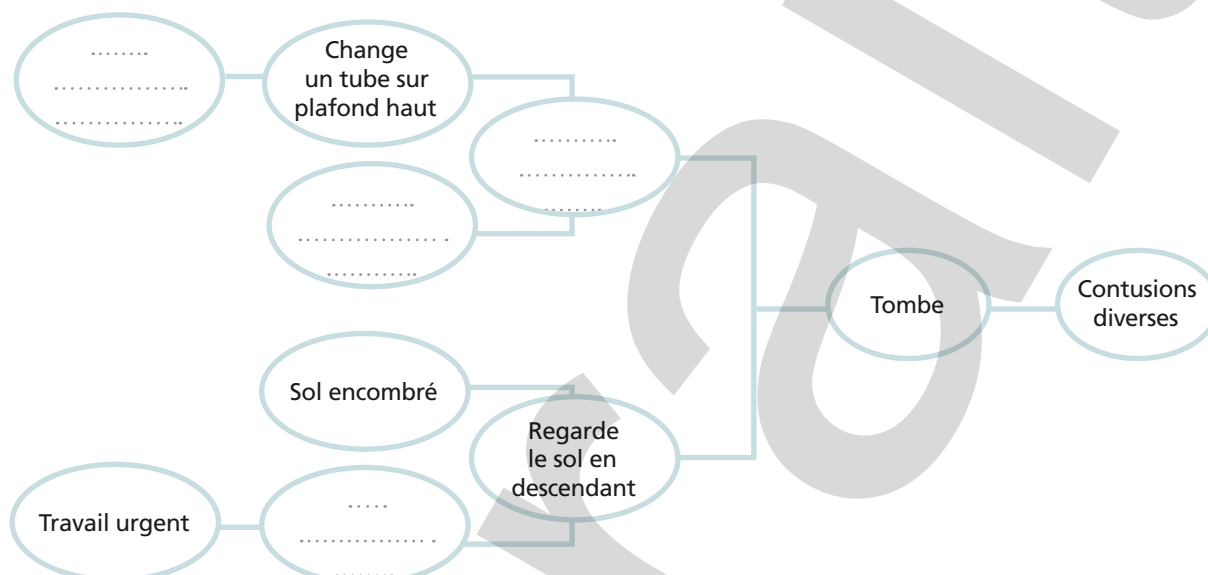 Change
un tube sur
plafond haut
Sol encombré
Regarde
le sol en
descendant
Travail urgent
Tombe
Contusions
diverses